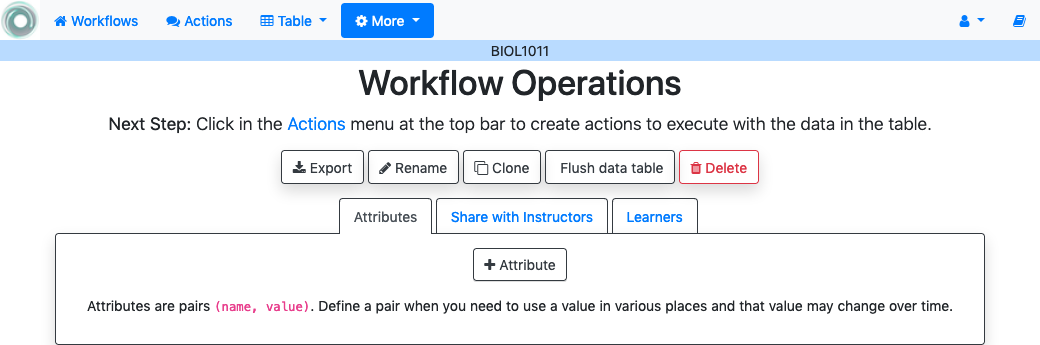 Workflows Actions Table More
BIOL1011
Workflow Operations
Next Step: Click in the Actions menu at the top bar to create actions to execute with the data in the table.
Export Rename Clone Flush data table Delete
Attributes Share with Instructors Learners
+ Attribute
Attributes are pairs (name, value). Define a pair when you need to use a value in various places and that value may change over time.